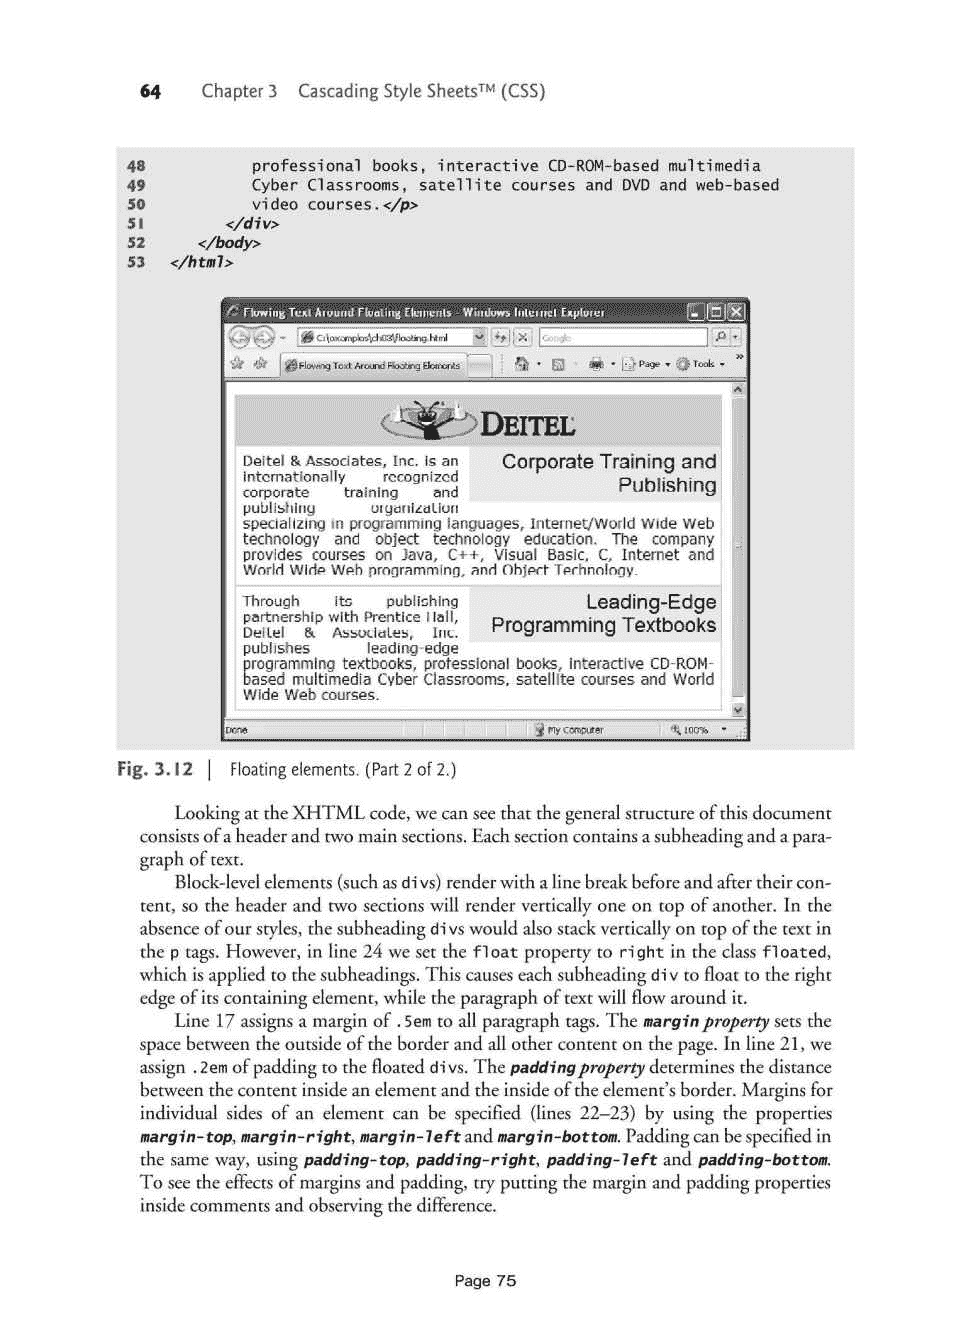 64 Chapter 3 Cascading Style Sheets™ (CSS)
48 professional books, interactive CD-ROM-based multimedia
49 Cyber Classrooms, satellite courses and DVD and web-based
50 video courses.</p>
51 </div>
52 </body>
53 </html>
Flowing Text Around Floating Elements - Windows Internet Explorer
C:\examples\ch03\floating.html
Google
Flowing Text Around Floating Elements
Page
Tools
DEITEL
Deitel & Associates, Inc. is an
internationally recognized
corporate training and
publishing organization
Corporate Training and
Publishing
specializing in programming languages, Internet/World Wide Web
technology and object technology education. The company
provides courses on Java, C++, Visual Basic, C, Internet and
World Wide Web programming, and Object Technology.
Through its publishing
partnership with Prentice Hall,
Deitel & Associates, Inc.
publishes leading-edge
Leading-Edge
Programming Textbooks
programming textbooks, professional books, interactive CD-ROM-
based multimedia Cyber Classrooms, satellite courses and World
Wide Web courses.
Done
My Computer
100%
Fig. 3.12 | Floating elements. (Part 2 of 2.)
Looking at the XHTML code, we can see that the general structure of this document
consists of a header and two main sections. Each section contains a subheading and a para-
graph of text.
Block-level elements (such as divs) render with a line break before and after their con-
tent, so the header and two sections will render vertically one on top of another. In the
absence of our styles, the subheading divs would also stack vertically on top of the text in
the p tags. However, in line 24 we set the float property to right in the class floated,
which is applied to the subheadings. This causes each subheading div to float to the right
edge of its containing element, while the paragraph of text will flow around it.
Line 17 assigns a margin of .5em to all paragraph tags. The margin property sets the
space between the outside of the border and all other content on the page. In line 21, we
assign .2em of padding to the floated divs. The padding property determines the distance
between the content inside an element and the inside of the element's border. Margins for
individual sides of an element can be specified (lines 22–23) by using the properties
margin-top, margin-right, margin-left and margin-bottom. Padding can be specified in
the same way, using padding-top, padding-right, padding-left and padding-bottom.
To see the effects of margins and padding, try putting the margin and padding properties
inside comments and observing the difference.
Page 75